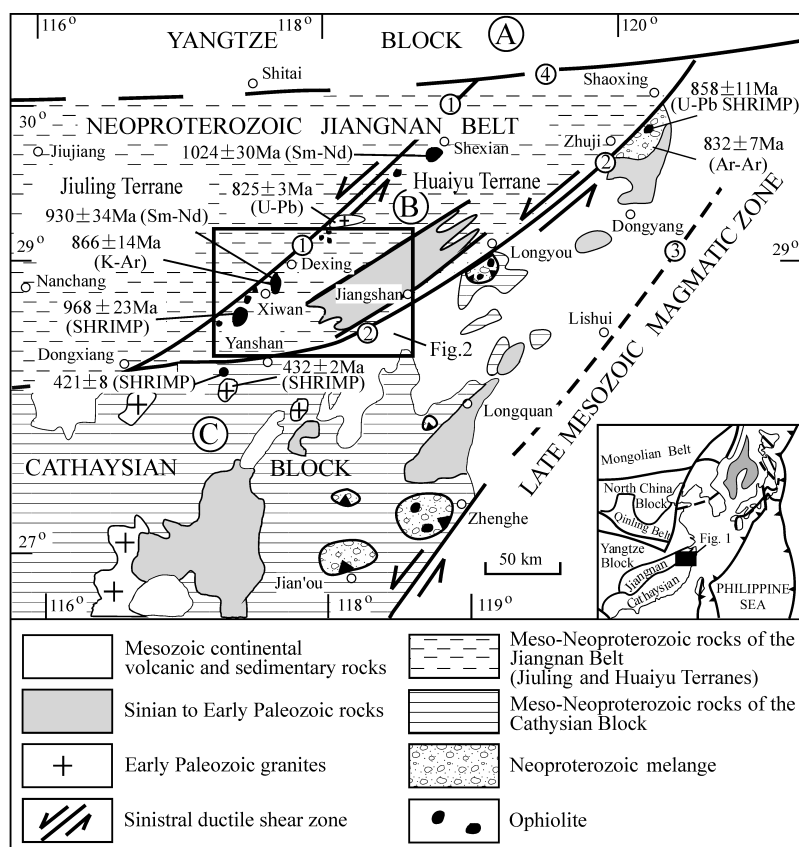 116°
118°
120°
YANGTZE BLOCK A
Shitai
4
Shaoxing
858±11Ma
(U-Pb SHRIMP)
1
30°
NEOPROTEROZOIC JIANGNAN BELT
Zhuji
Jiujiang
1024±30Ma (Sm-Nd)
Shexian
832±7Ma
(Ar-Ar)
2
Jiuling Terrane
825±3Ma
(U-Pb)
Huaiyu Terrane
930±34Ma (Sm-Nd)
B
Dongyang
866±14Ma
(K-Ar)
1
3
29°
Dexing
Longyou
29°
Nanchang
Jiangshan
968±23Ma
(SHRIMP)
Xiwan
Lishui
2
Yanshan
Fig.2
Dongxiang
421±8 (SHRIMP)
432±2Ma
(SHRIMP)
LATE MESOZOIC MAGMATIC ZONE
Longquan
C
CATHAYSIAN BLOCK
Mongolian Belt
North China
Block
Qinling Belt
Fig. 1
Yangtze
Block
Jiangnan
Cathaysian
PHILIPPINE
SEA
Zhenghe
27°
50 km
Jian'ou
116°
118°
119°
Mesozoic continental
volcanic and sedimentary rocks
Meso-Neoproterozoic rocks of the
Jiangnan Belt
(Jiuling and Huaiyu Terranes)
Sinian to Early Paleozoic rocks
Meso-Neoproterozoic rocks of the
Cathysian Block
Early Paleozoic granites
Neoproterozoic melange
Sinistral ductile shear zone
Ophiolite